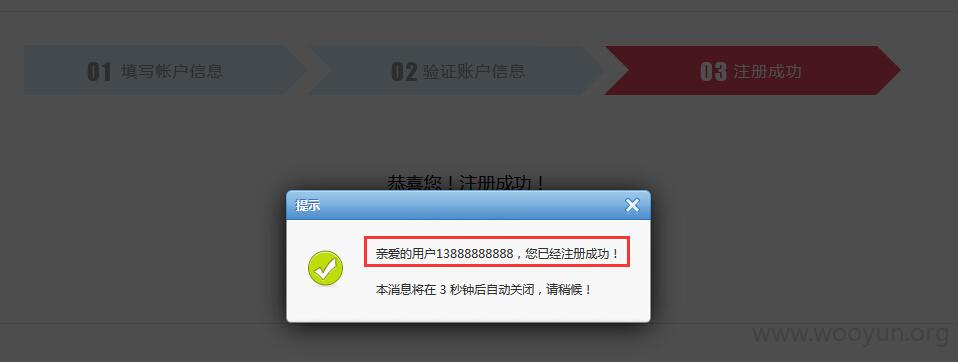 01 填写帐户信息
02 验证账户信息
03 注册成功
恭喜您！注册成功！
提示
亲爱的用户13888888888，您已经注册成功！
本消息将在 3 秒钟后自动关闭，请稍候！
www.wooyun.org